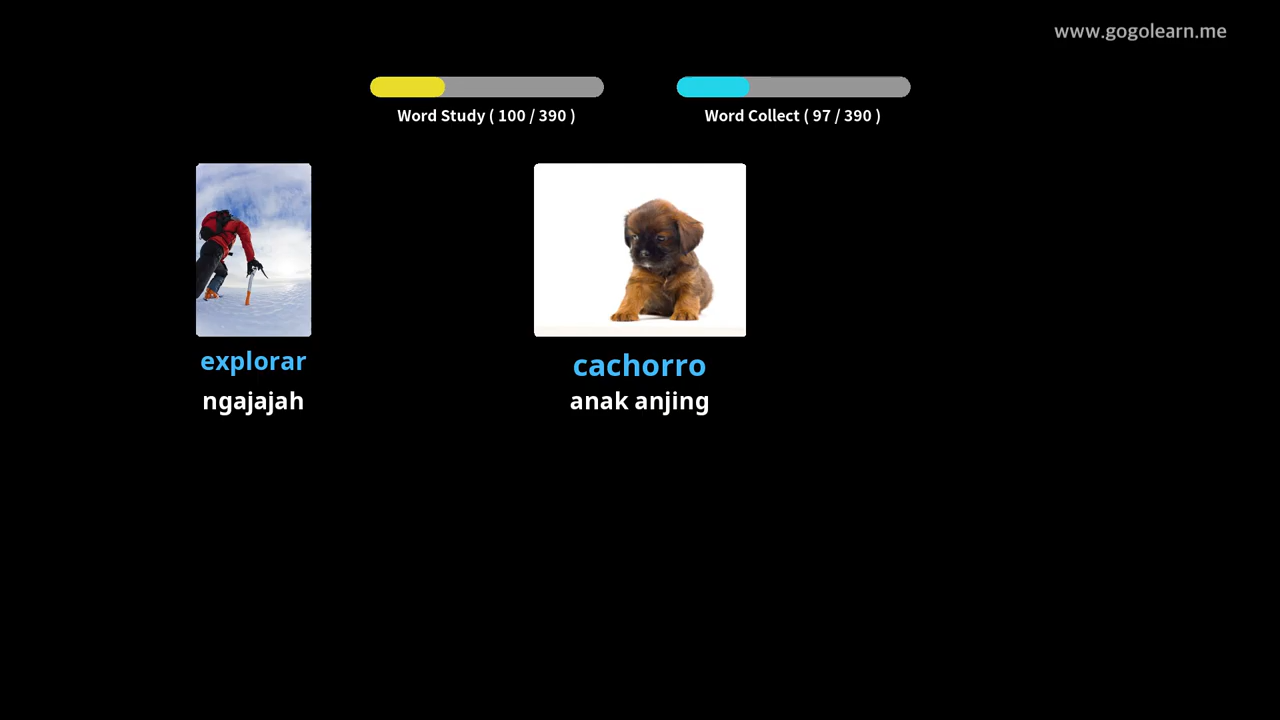 www.gogolearn.me
Word Study ( 100 / 390 )
Word Collect ( 97 / 390 )
explorar
ngajajah
cachorro
anak anjing